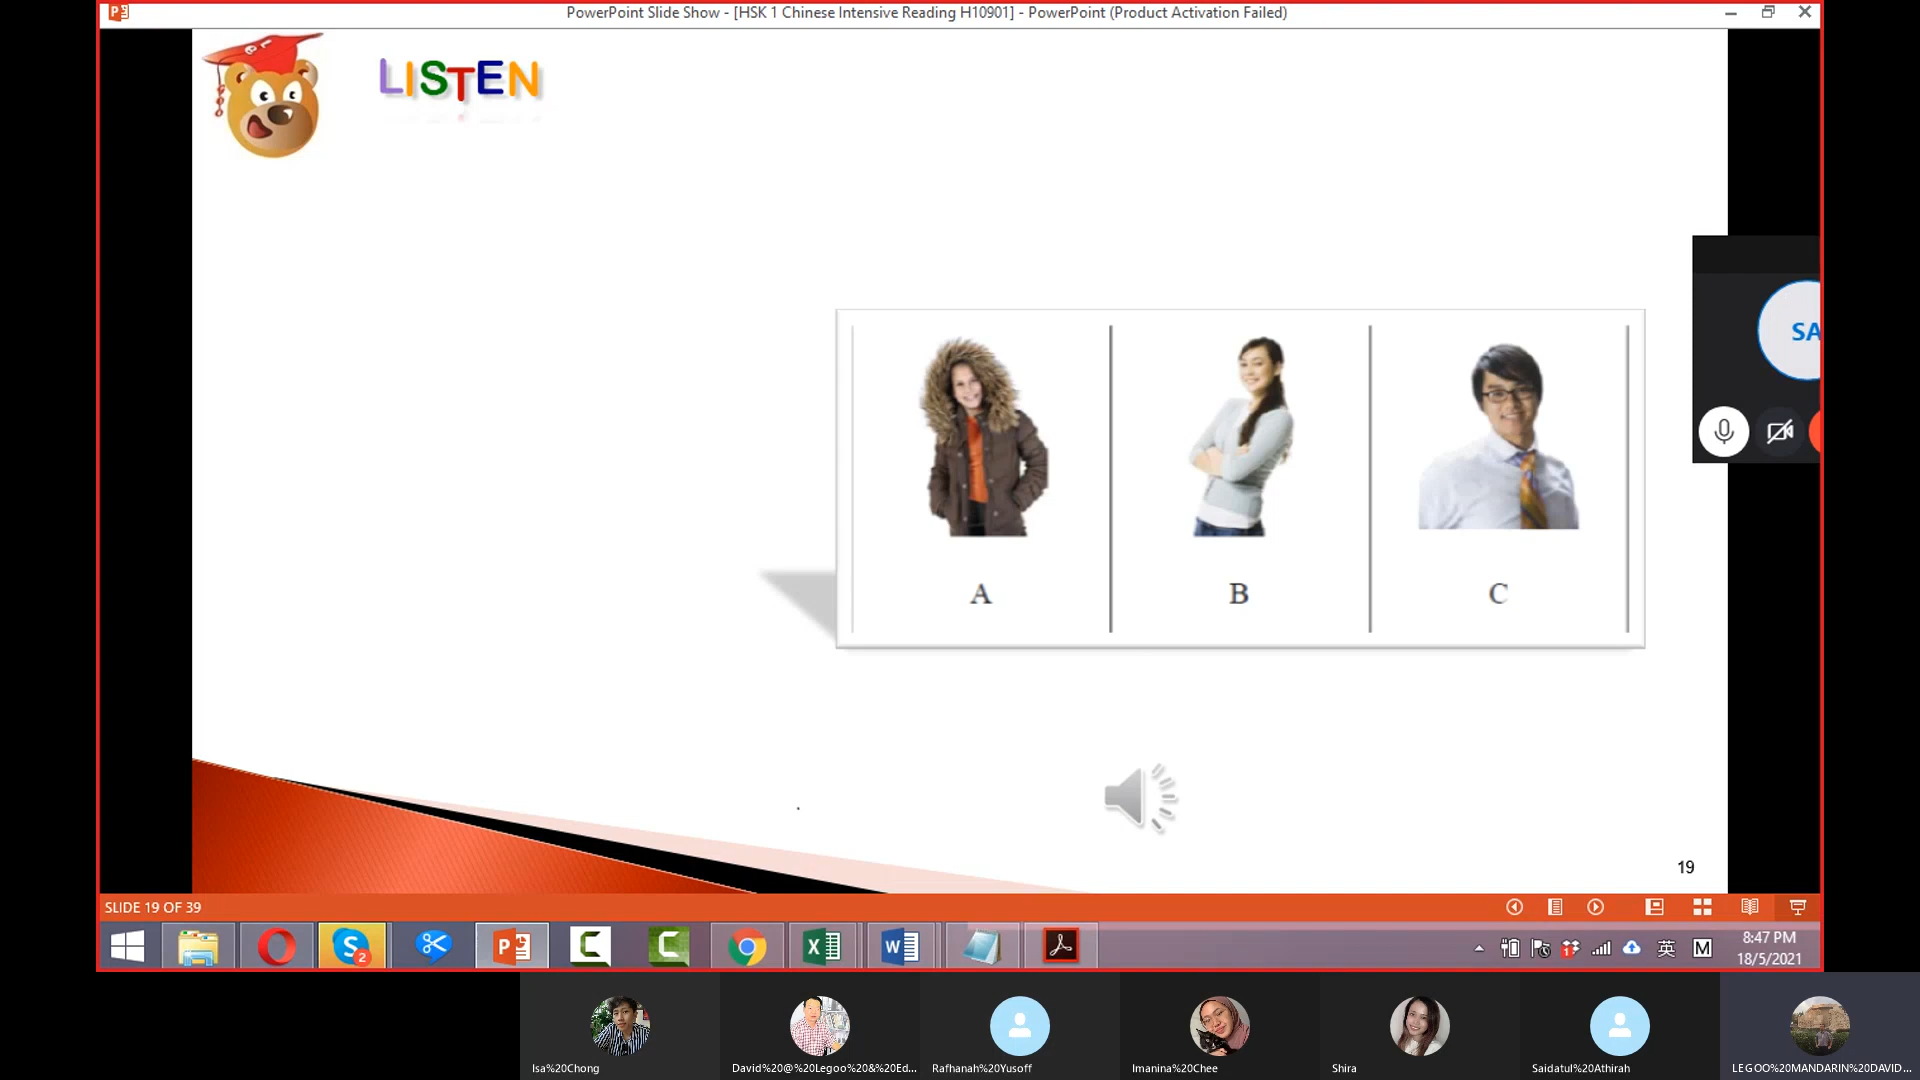 PowerPoint Slide Show - [HSK 1 Chinese Intensive Reading H10901] - PowerPoint (Product Activation Failed)
LISTEN
SA
A
B
C
19
SLIDE 19 OF 39
英
M
8:47 PM
18/5/2021
Isa%20Chong
David%20@%20Legoo%20&%20Ed...
Rafhanah%20Yusoff
Imanina%20Chee
Shira
Saidatul%20Athirah
LEGOO%20MANDARIN%20DAVID...